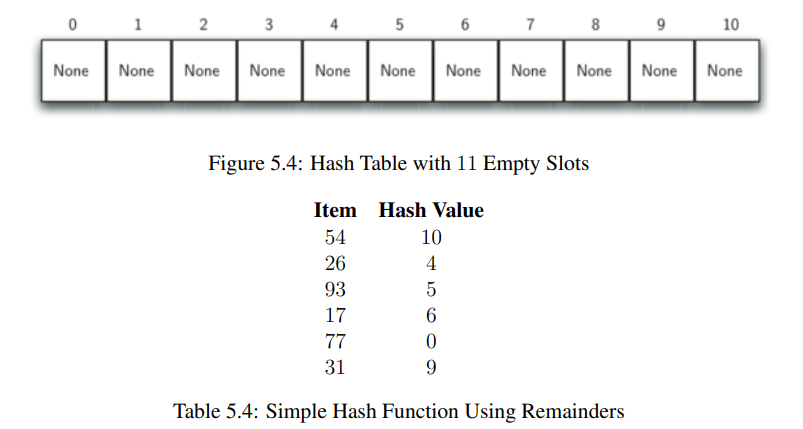 0 1 2 3 4 5 6 7 8 9 10
None None None None None None None None None None None
Figure 5.4: Hash Table with 11 Empty Slots
Item Hash Value
54 10
26 4
93 5
17 6
77 0
31 9
Table 5.4: Simple Hash Function Using Remainders